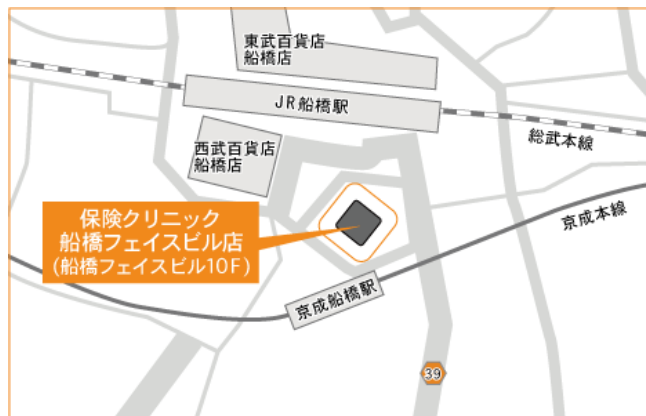 東武百貨店
船橋店
JR船橋駅
西武百貨店
船橋店
総武本線
保険クリニック
船橋フェイスビル店
(船橋フェイスビル10F)
京成本線
京成船橋駅
39